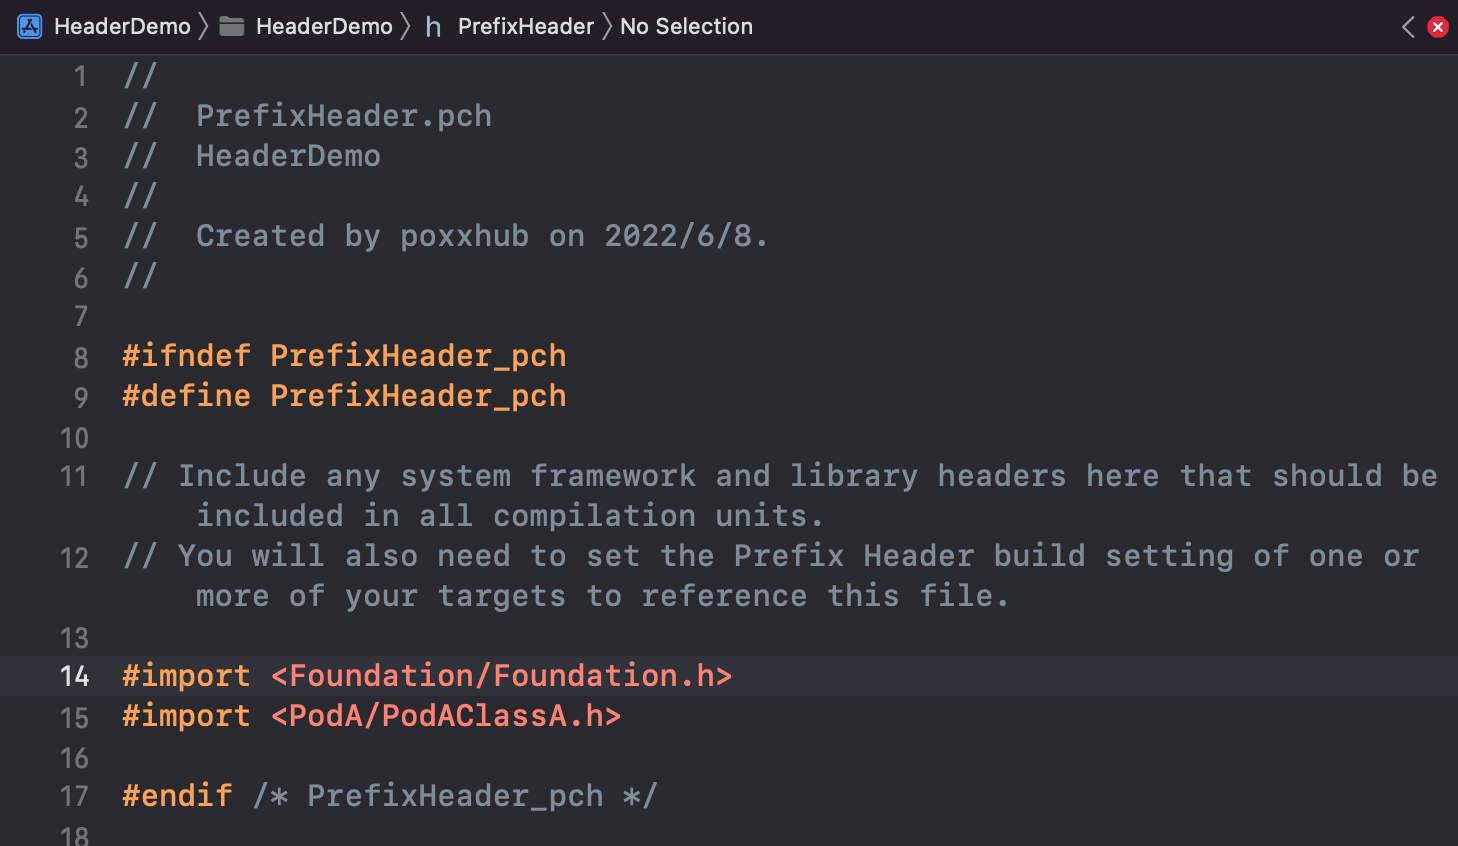 HeaderDemo 〉 HeaderDemo 〉 h PrefixHeader 〉 No Selection
1 //
2 //  PrefixHeader.pch
3 //  HeaderDemo
4 //
5 //  Created by poxxhub on 2022/6/8.
6 //
7
8 #ifndef PrefixHeader_pch
9 #define PrefixHeader_pch
10
11 // Include any system framework and library headers here that should be
included in all compilation units.
12 // You will also need to set the Prefix Header build setting of one or
more of your targets to reference this file.
13
14 #import <Foundation/Foundation.h>
15 #import <PodA/PodAClassA.h>
16
17 #endif /* PrefixHeader_pch */
18